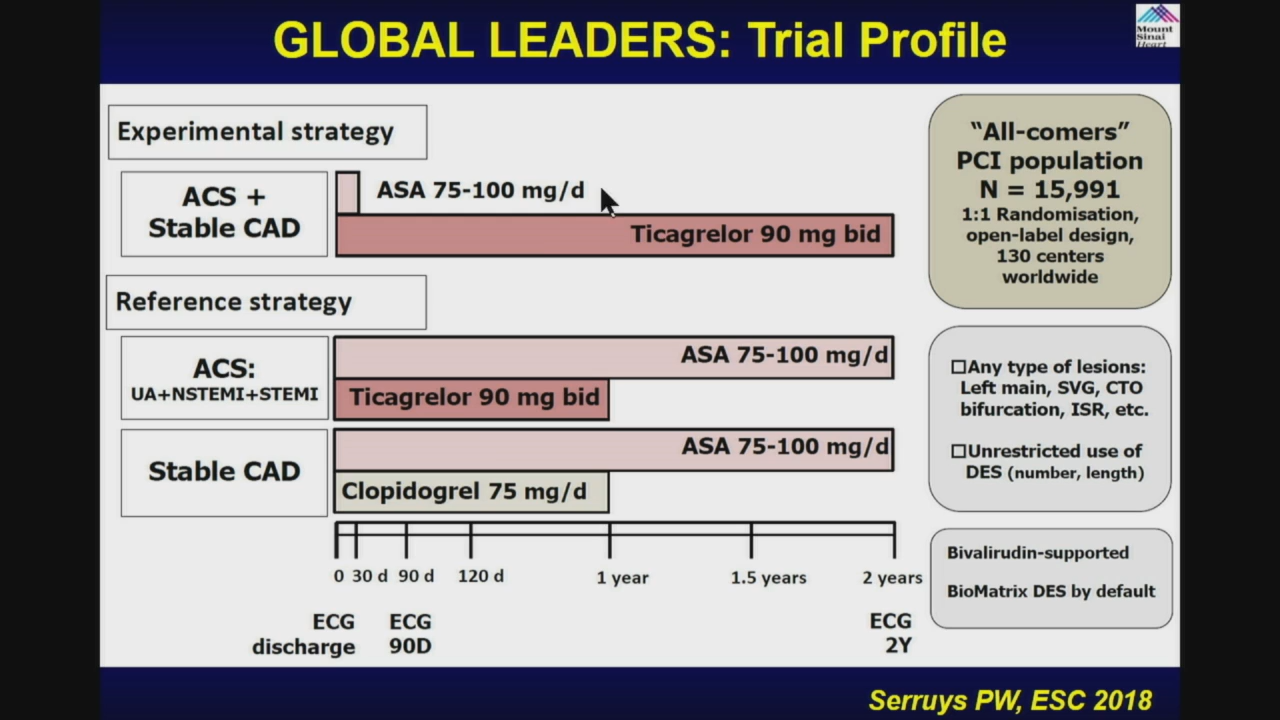 GLOBAL LEADERS: Trial Profile
Mount
Sinai
Heart
Experimental strategy
ACS +
Stable CAD
ASA 75-100 mg/d
Ticagrelor 90 mg bid
Reference strategy
ACS:
UA+NSTEMI+STEMI
ASA 75-100 mg/d
Ticagrelor 90 mg bid
Stable CAD
ASA 75-100 mg/d
Clopidogrel 75 mg/d
0 30 d 90 d 120 d 1 year 1.5 years 2 years
ECG
discharge
ECG
90D
ECG
2Y
“All-comers”
PCI population
N = 15,991
1:1 Randomisation,
open-label design,
130 centers
worldwide
☐Any type of lesions:
Left main, SVG, CTO
bifurcation, ISR, etc.
☐Unrestricted use of
DES (number, length)
Bivalirudin-supported
BioMatrix DES by default
Serruys PW, ESC 2018